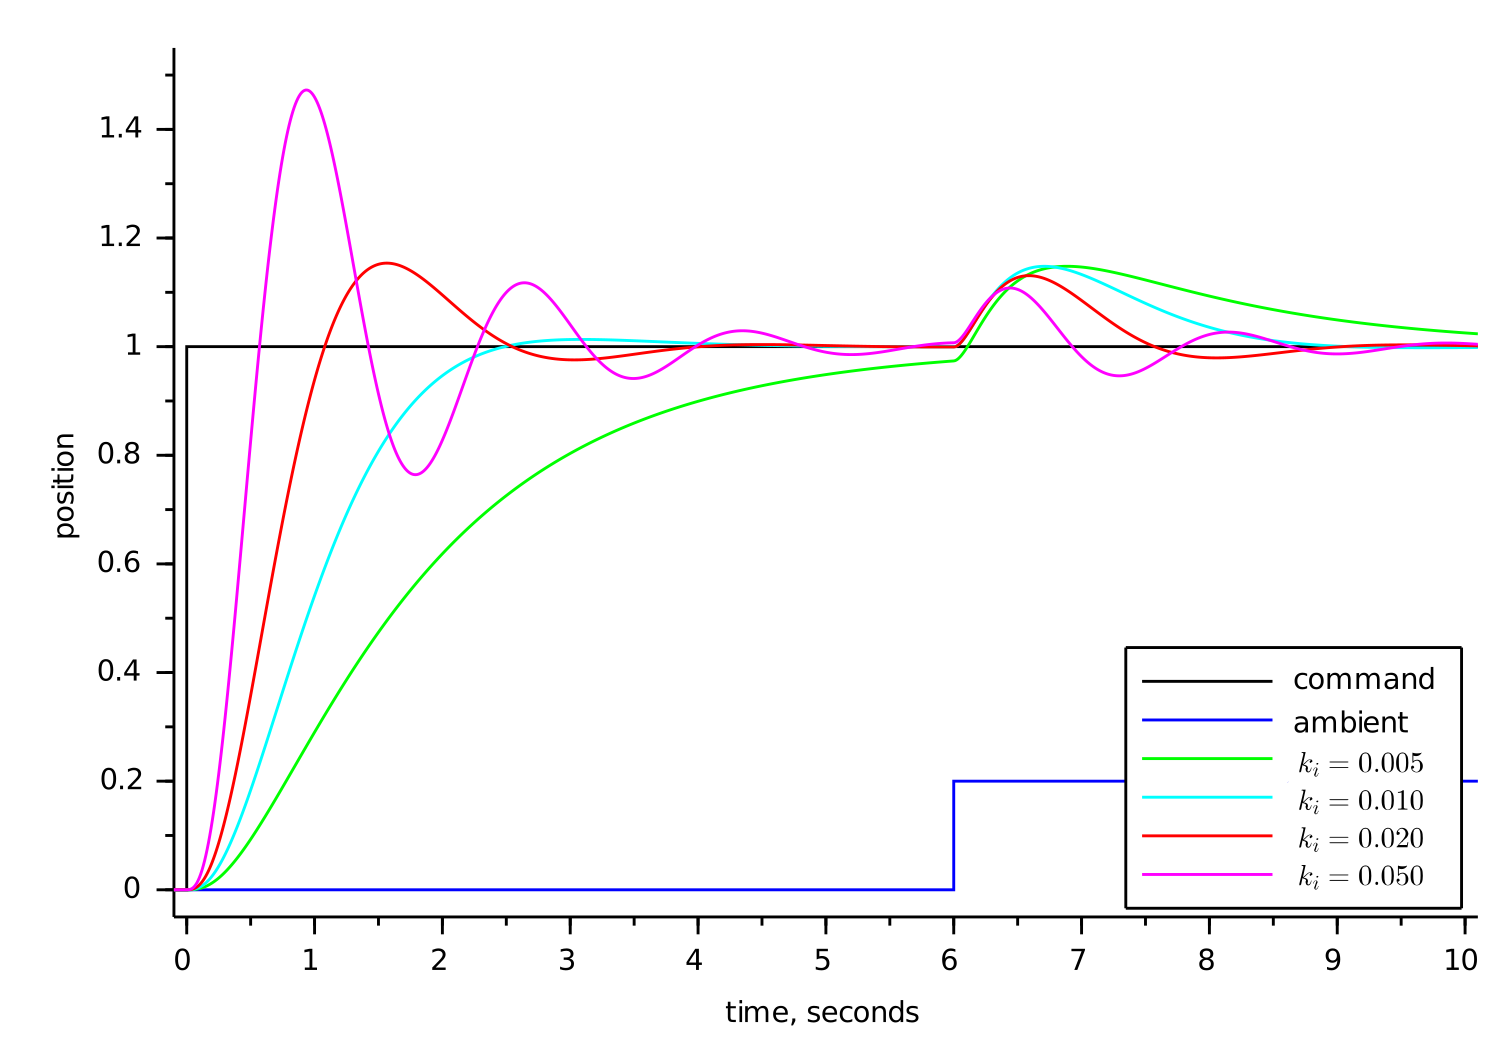 1.4
1.2
1
0.8
0.6
0.4
0.2
0
position
0 1 2 3 4 5 6 7 8 9 10
time, seconds
command
ambient
k_i = 0.005
k_i = 0.010
k_i = 0.020
k_i = 0.050